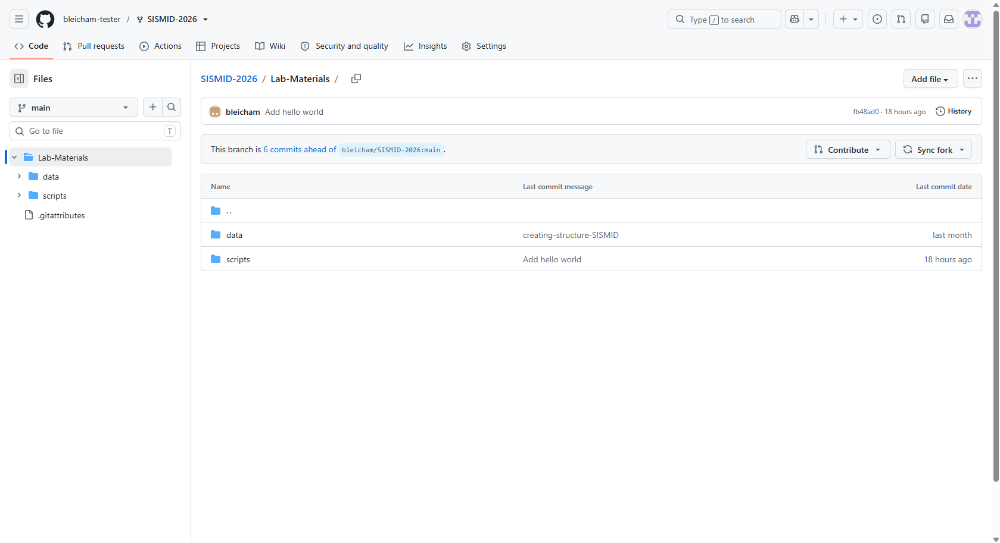 bleicham-tester / SISMID-2026
Type / to search
Code Pull requests Actions Projects Wiki Security and quality Insights Settings
Files
main
Go to file T
Lab-Materials
data
scripts
.gitattributes
SISMID-2026 / Lab-Materials /
Add file
bleicham Add hello world fb48ad0 · 18 hours ago History
This branch is 6 commits ahead of bleicham/SISMID-2026:main . Contribute Sync fork
Name Last commit message Last commit date
..
data creating-structure-SISMID last month
scripts Add hello world 18 hours ago